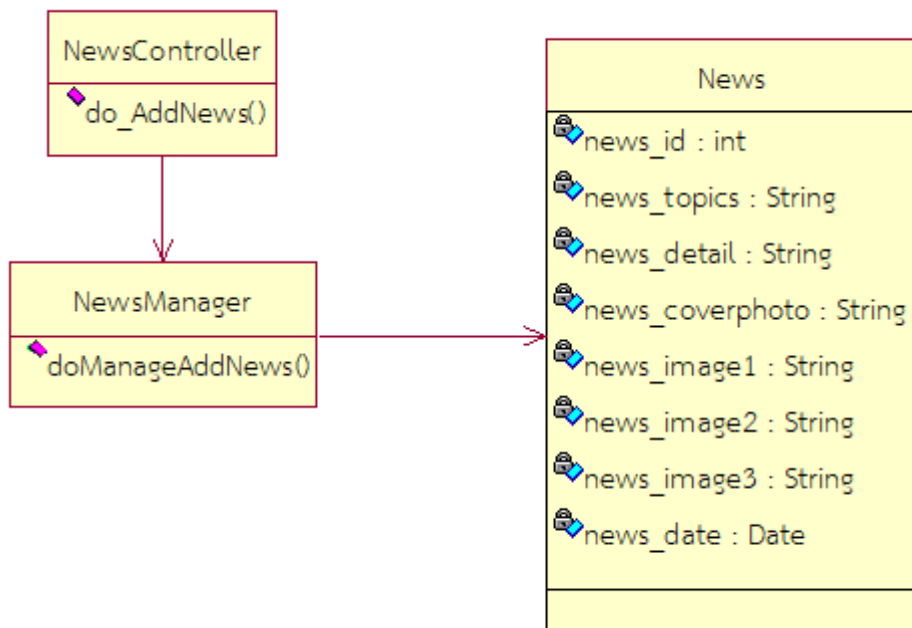 NewsController
do_AddNews()
NewsManager
doManageAddNews()
News
news_id : int
news_topics : String
news_detail : String
news_coverphoto : String
news_image1 : String
news_image2 : String
news_image3 : String
news_date : Date